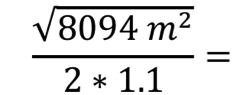 √8094 m²
2 * 1.1 =